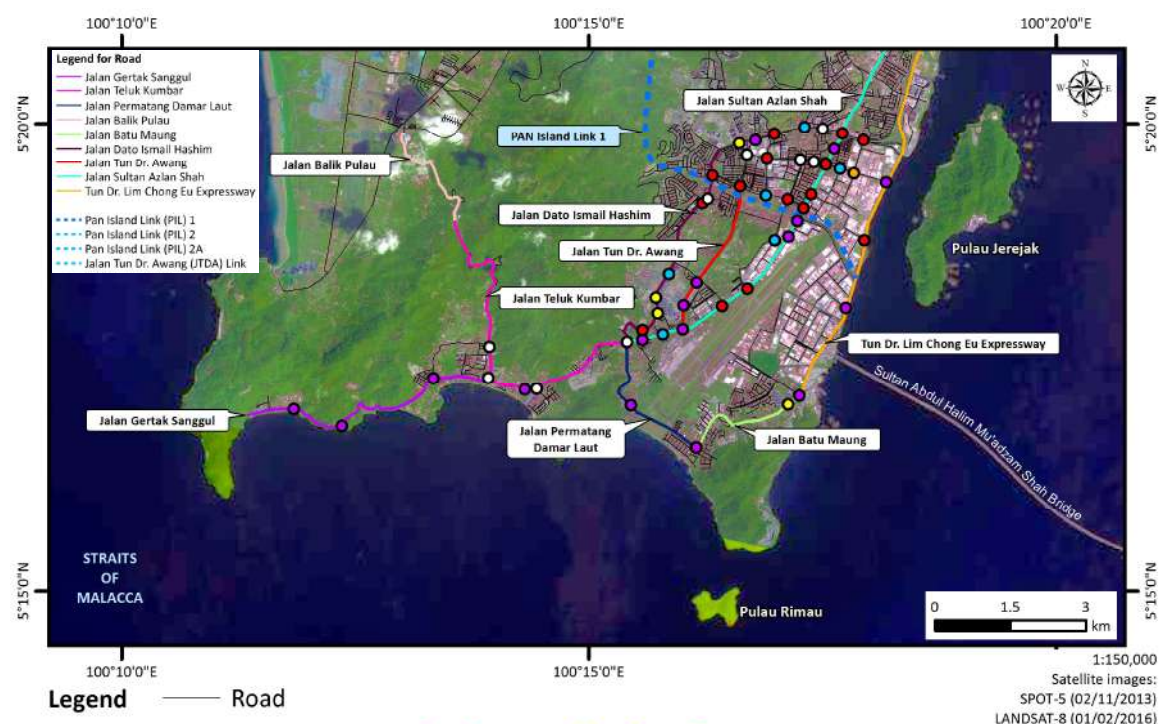 100°10'0"E
100°15'0"E
100°20'0"E
Legend for Road
Jalan Gertak Sanggul
Jalan Teluk Kumbar
Jalan Permatang Damar Laut
Jalan Balik Pulau
Jalan Batu Maung
Jalan Dato Ismail Hashim
Jalan Tun Dr. Awang
Jalan Sultan Azlan Shah
Tun Dr. Lim Chong Eu Expressway
Pan Island Link (PIL) 1
Pan Island Link (PIL) 2
Pan Island Link (PIL) 2A
Jalan Tun Dr. Awang (JTDA) Link
N
W
E
S
Jalan Sultan Azlan Shah
5°20'0"N
5°20'0"N
PAN Island Link 1
Jalan Balik Pulau
Jalan Dato Ismail Hashim
Jalan Tun Dr. Awang
Pulau Jerejak
Jalan Teluk Kumbar
Tun Dr. Lim Chong Eu Expressway
Sultan Abdul Halim Mu'adzam Shah Bridge
Jalan Gertak Sanggul
Jalan Permatang
Damar Laut
Jalan Batu Maung
STRAITS
OF
MALACCA
5°15'0"N
5°15'0"N
Pulau Rimau
0 1.5 3
km
100°10'0"E
100°15'0"E
100°20'0"E
1:150,000
Legend
Road
Satellite images:
SPOT-5 (02/11/2013)
LANDSAT-8 (01/02/2016)